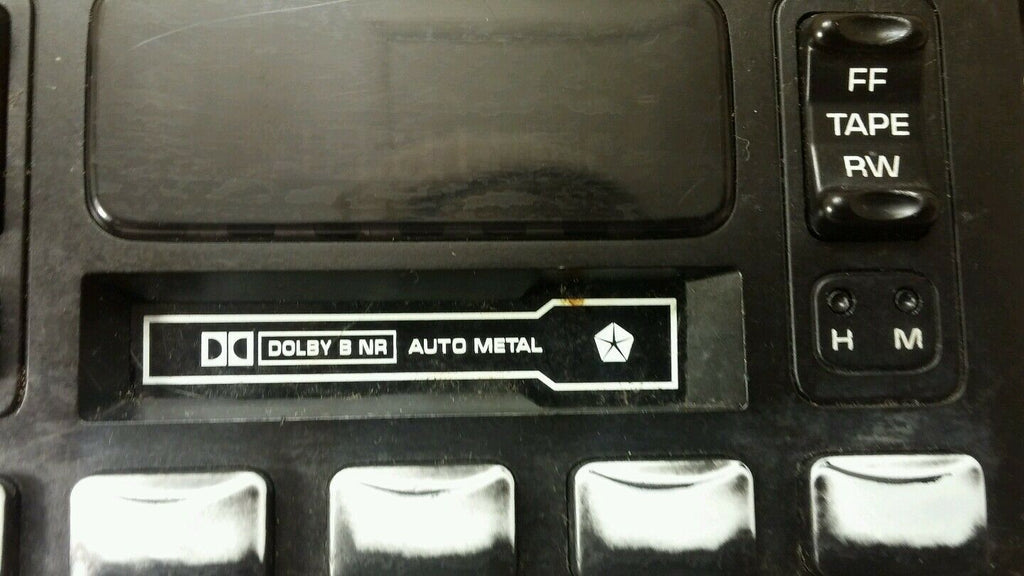 FF
TAPE
RW
H M
DOLBY B NR AUTO METAL